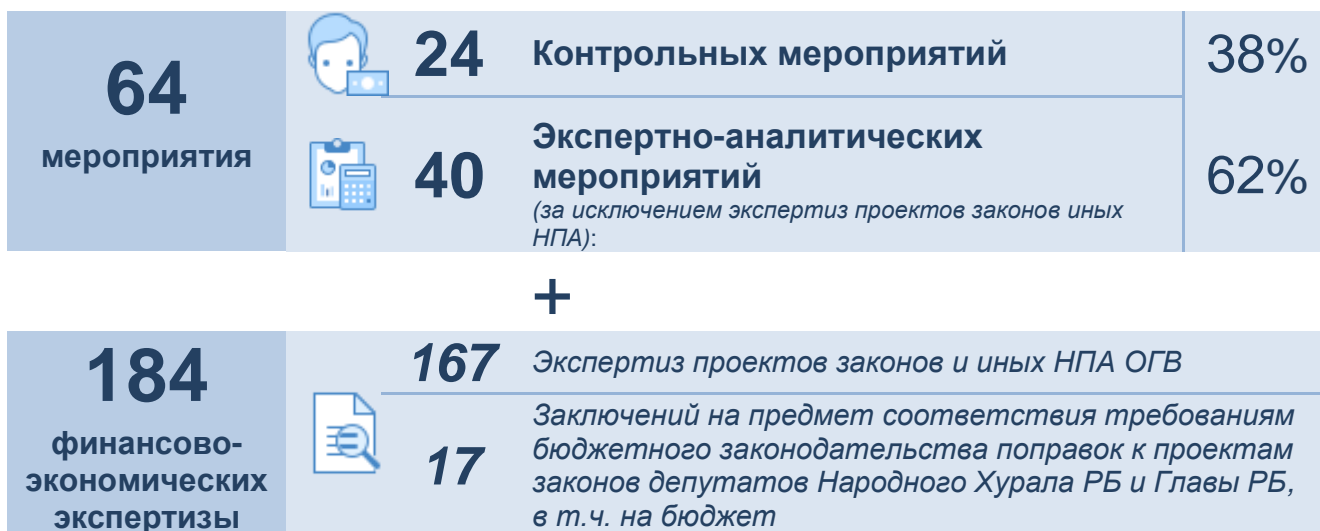 64
мероприятия
24
Контрольных мероприятий
38%
40
Экспертно-аналитических
мероприятий
(за исключением экспертиз проектов законов иных
НПА):
62%
+
184
финансово-
экономических
экспертизы
167
Экспертиз проектов законов и иных НПА ОГВ
17
Заключений на предмет соответствия требованиям
бюджетного законодательства поправок к проектам
законов депутатов Народного Хурала РБ и Главы РБ,
в т.ч. на бюджет